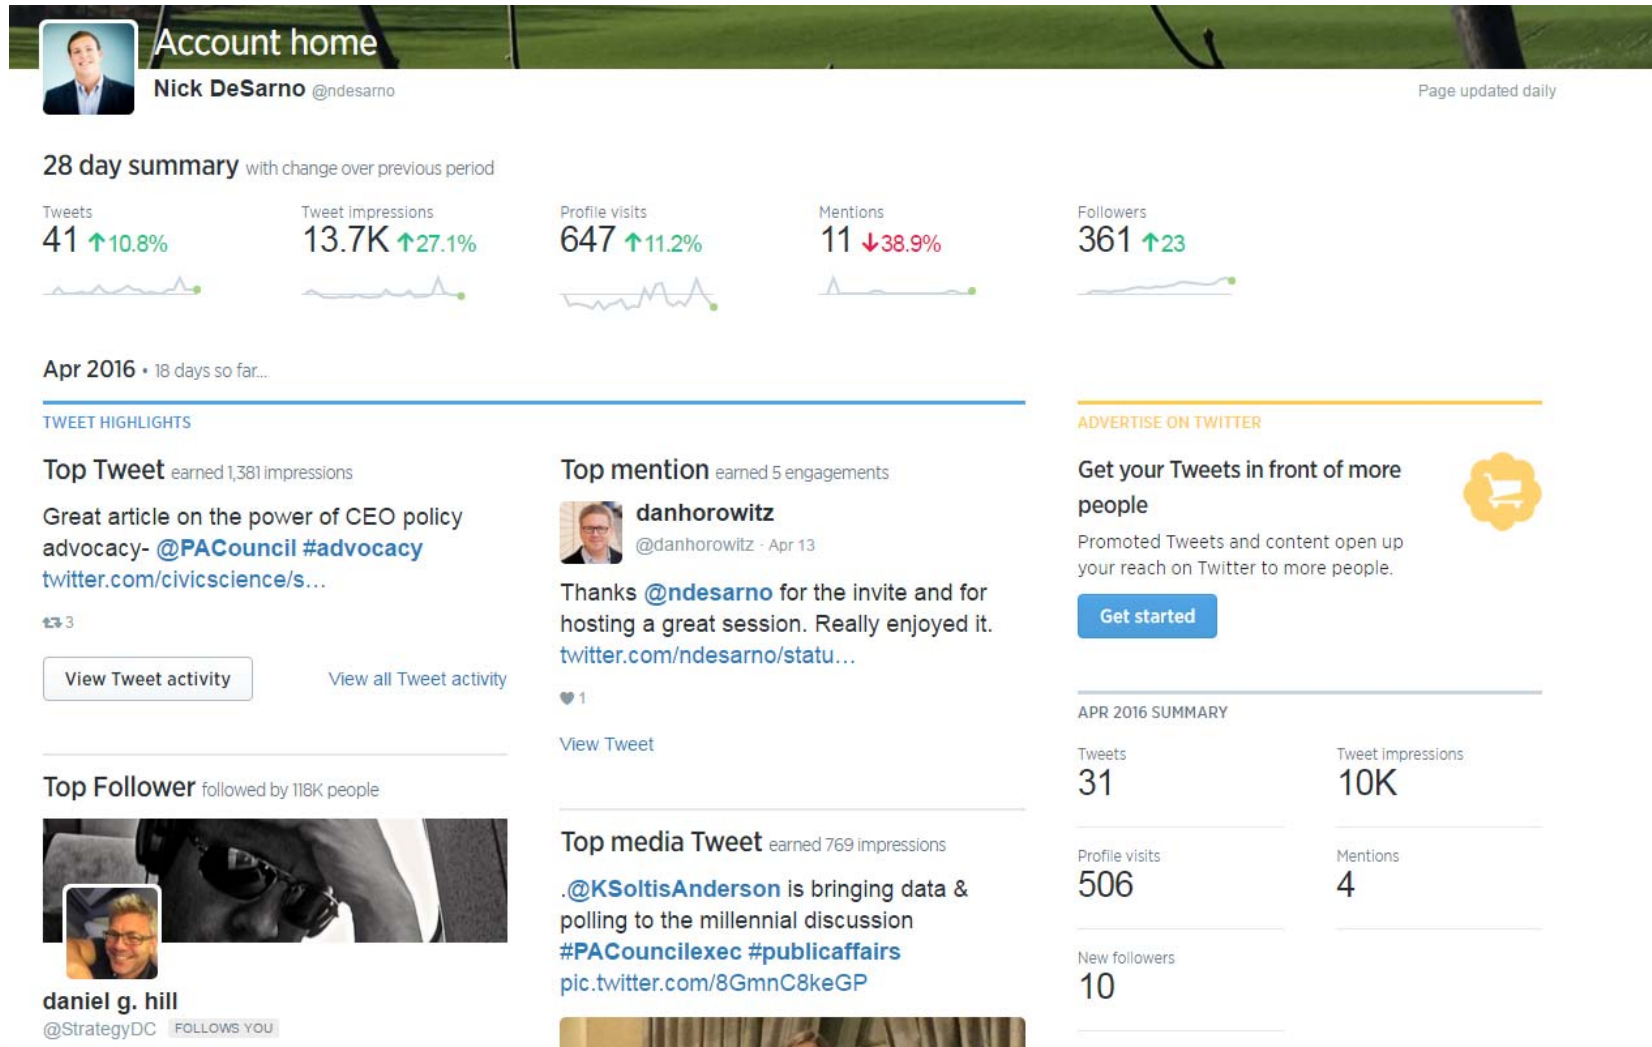 Account home
Nick DeSarno @ndesarno
Page updated daily
28 day summary with change over previous period
Tweets
41 ↑10.8%
Tweet impressions
13.7K ↑27.1%
Profile visits
647 ↑11.2%
Mentions
11 ↓38.9%
Followers
361 ↑23
Apr 2016 • 18 days so far...
TWEET HIGHLIGHTS
Top Tweet earned 1,381 impressions
Great article on the power of CEO policy
advocacy- @PACouncil #advocacy
twitter.com/civicscience/s…
3
View Tweet activity
View all Tweet activity
Top Follower followed by 118K people
daniel g. hill
@StrategyDC FOLLOWS YOU
Top mention earned 5 engagements
danhorowitz
@danhorowitz · Apr 13
Thanks @ndesarno for the invite and for
hosting a great session. Really enjoyed it.
twitter.com/ndesarno/statu…
1
View Tweet
Top media Tweet earned 769 impressions
.@KSoltisAnderson is bringing data &
polling to the millennial discussion
#PACouncilexec #publicaffairs
pic.twitter.com/8GmnC8keGP
ADVERTISE ON TWITTER
Get your Tweets in front of more
people
Promoted Tweets and content open up
your reach on Twitter to more people.
Get started
APR 2016 SUMMARY
Tweets
31
Tweet impressions
10K
Profile visits
506
Mentions
4
New followers
10